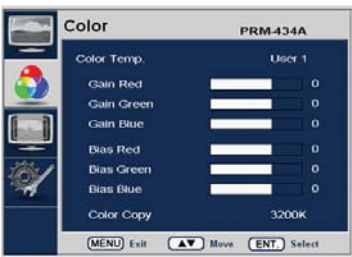 Color PRM-434A
Color Temp. User 1
Gain Red 0
Gain Green 0
Gain Blue 0
Bias Red 0
Bias Green 0
Bias Blue 0
Color Copy 3200K
MENU Exit ▲▼ Move ENT. Select